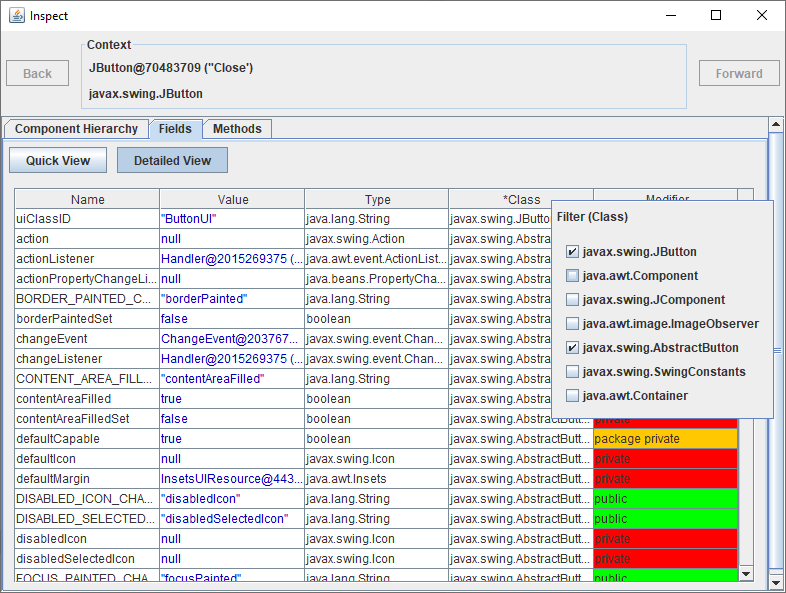 Inspect
Context
JButton@70483709 ("Close')
javax.swing.JButton
Back
Forward
Component Hierarchy Fields Methods
Quick View Detailed View
Name Value Type *Class Modifier
uiClassID "ButtonUI" java.lang.String javax.swing.JButto
action null javax.swing.Action javax.swing.Abstra
actionListener Handler@2015269375 (... java.awt.event.ActionList... javax.swing.Abstra
actionPropertyChangeLi... null java.beans.PropertyCha... javax.swing.Abstra
BORDER_PAINTED_C... "borderPainted" java.lang.String javax.swing.Abstra
borderPaintedSet false boolean javax.swing.Abstra
changeEvent ChangeEvent@203767... javax.swing.event.Chan... javax.swing.Abstra
changeListener Handler@2015269375 (... javax.swing.event.Chan... javax.swing.Abstra
CONTENT_AREA_FILL... "contentAreaFilled" java.lang.String javax.swing.Abstra
contentAreaFilled true boolean javax.swing.Abstra
contentAreaFilledSet false boolean javax.swing.AbstractButt... private
defaultCapable true boolean javax.swing.AbstractButt... package private
defaultIcon null javax.swing.Icon javax.swing.AbstractButt... private
defaultMargin InsetsUIResource@443... java.awt.Insets javax.swing.AbstractButt... private
DISABLED_ICON_CHA... "disabledIcon" java.lang.String javax.swing.AbstractButt... public
DISABLED_SELECTED... "disabledSelectedIcon" java.lang.String javax.swing.AbstractButt... public
disabledIcon null javax.swing.Icon javax.swing.AbstractButt... private
disabledSelectedIcon null javax.swing.Icon javax.swing.AbstractButt... private
FOCUS_PAINTED_CHA... "focusPainted" java.lang.String javax.swing.AbstractButt... public
Filter (Class)
javax.swing.JButton
java.awt.Component
javax.swing.JComponent
java.awt.image.ImageObserver
javax.swing.AbstractButton
javax.swing.SwingConstants
java.awt.Container